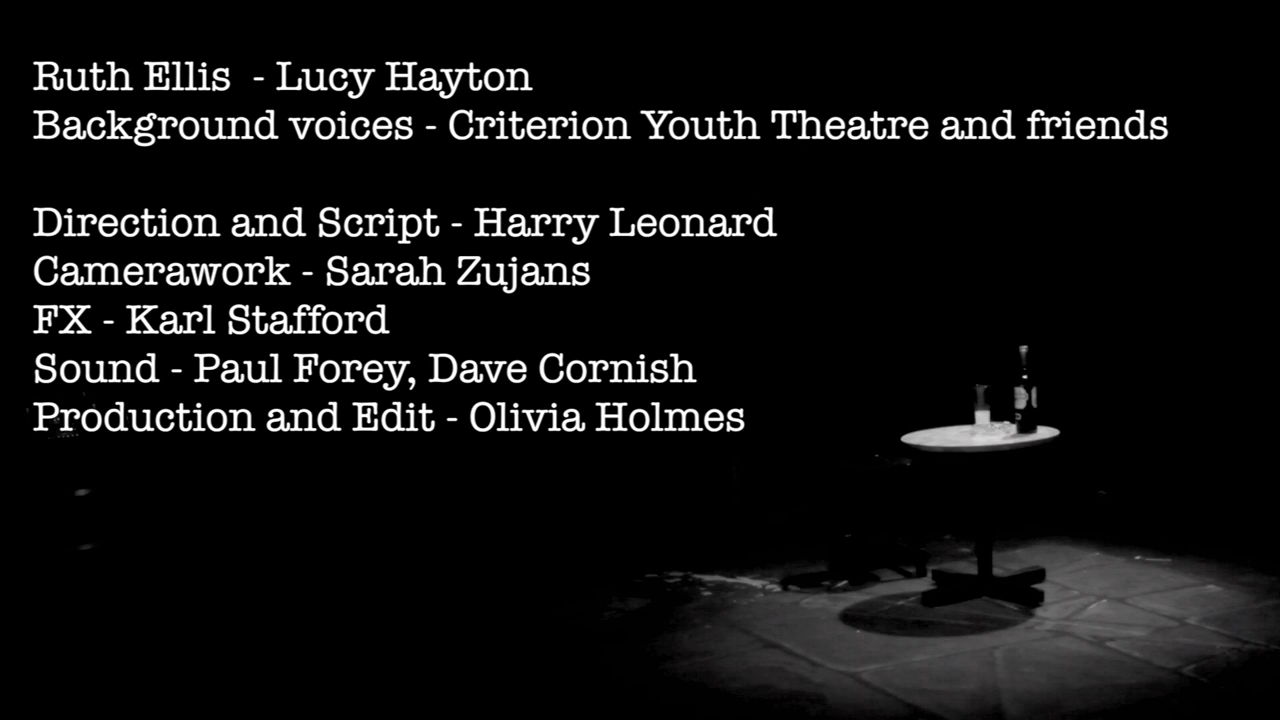 Ruth Ellis - Lucy Hayton
Background voices - Criterion Youth Theatre and friends
Direction and Script - Harry Leonard
Camerawork - Sarah Zujans
FX - Karl Stafford
Sound - Paul Forey, Dave Cornish
Production and Edit - Olivia Holmes